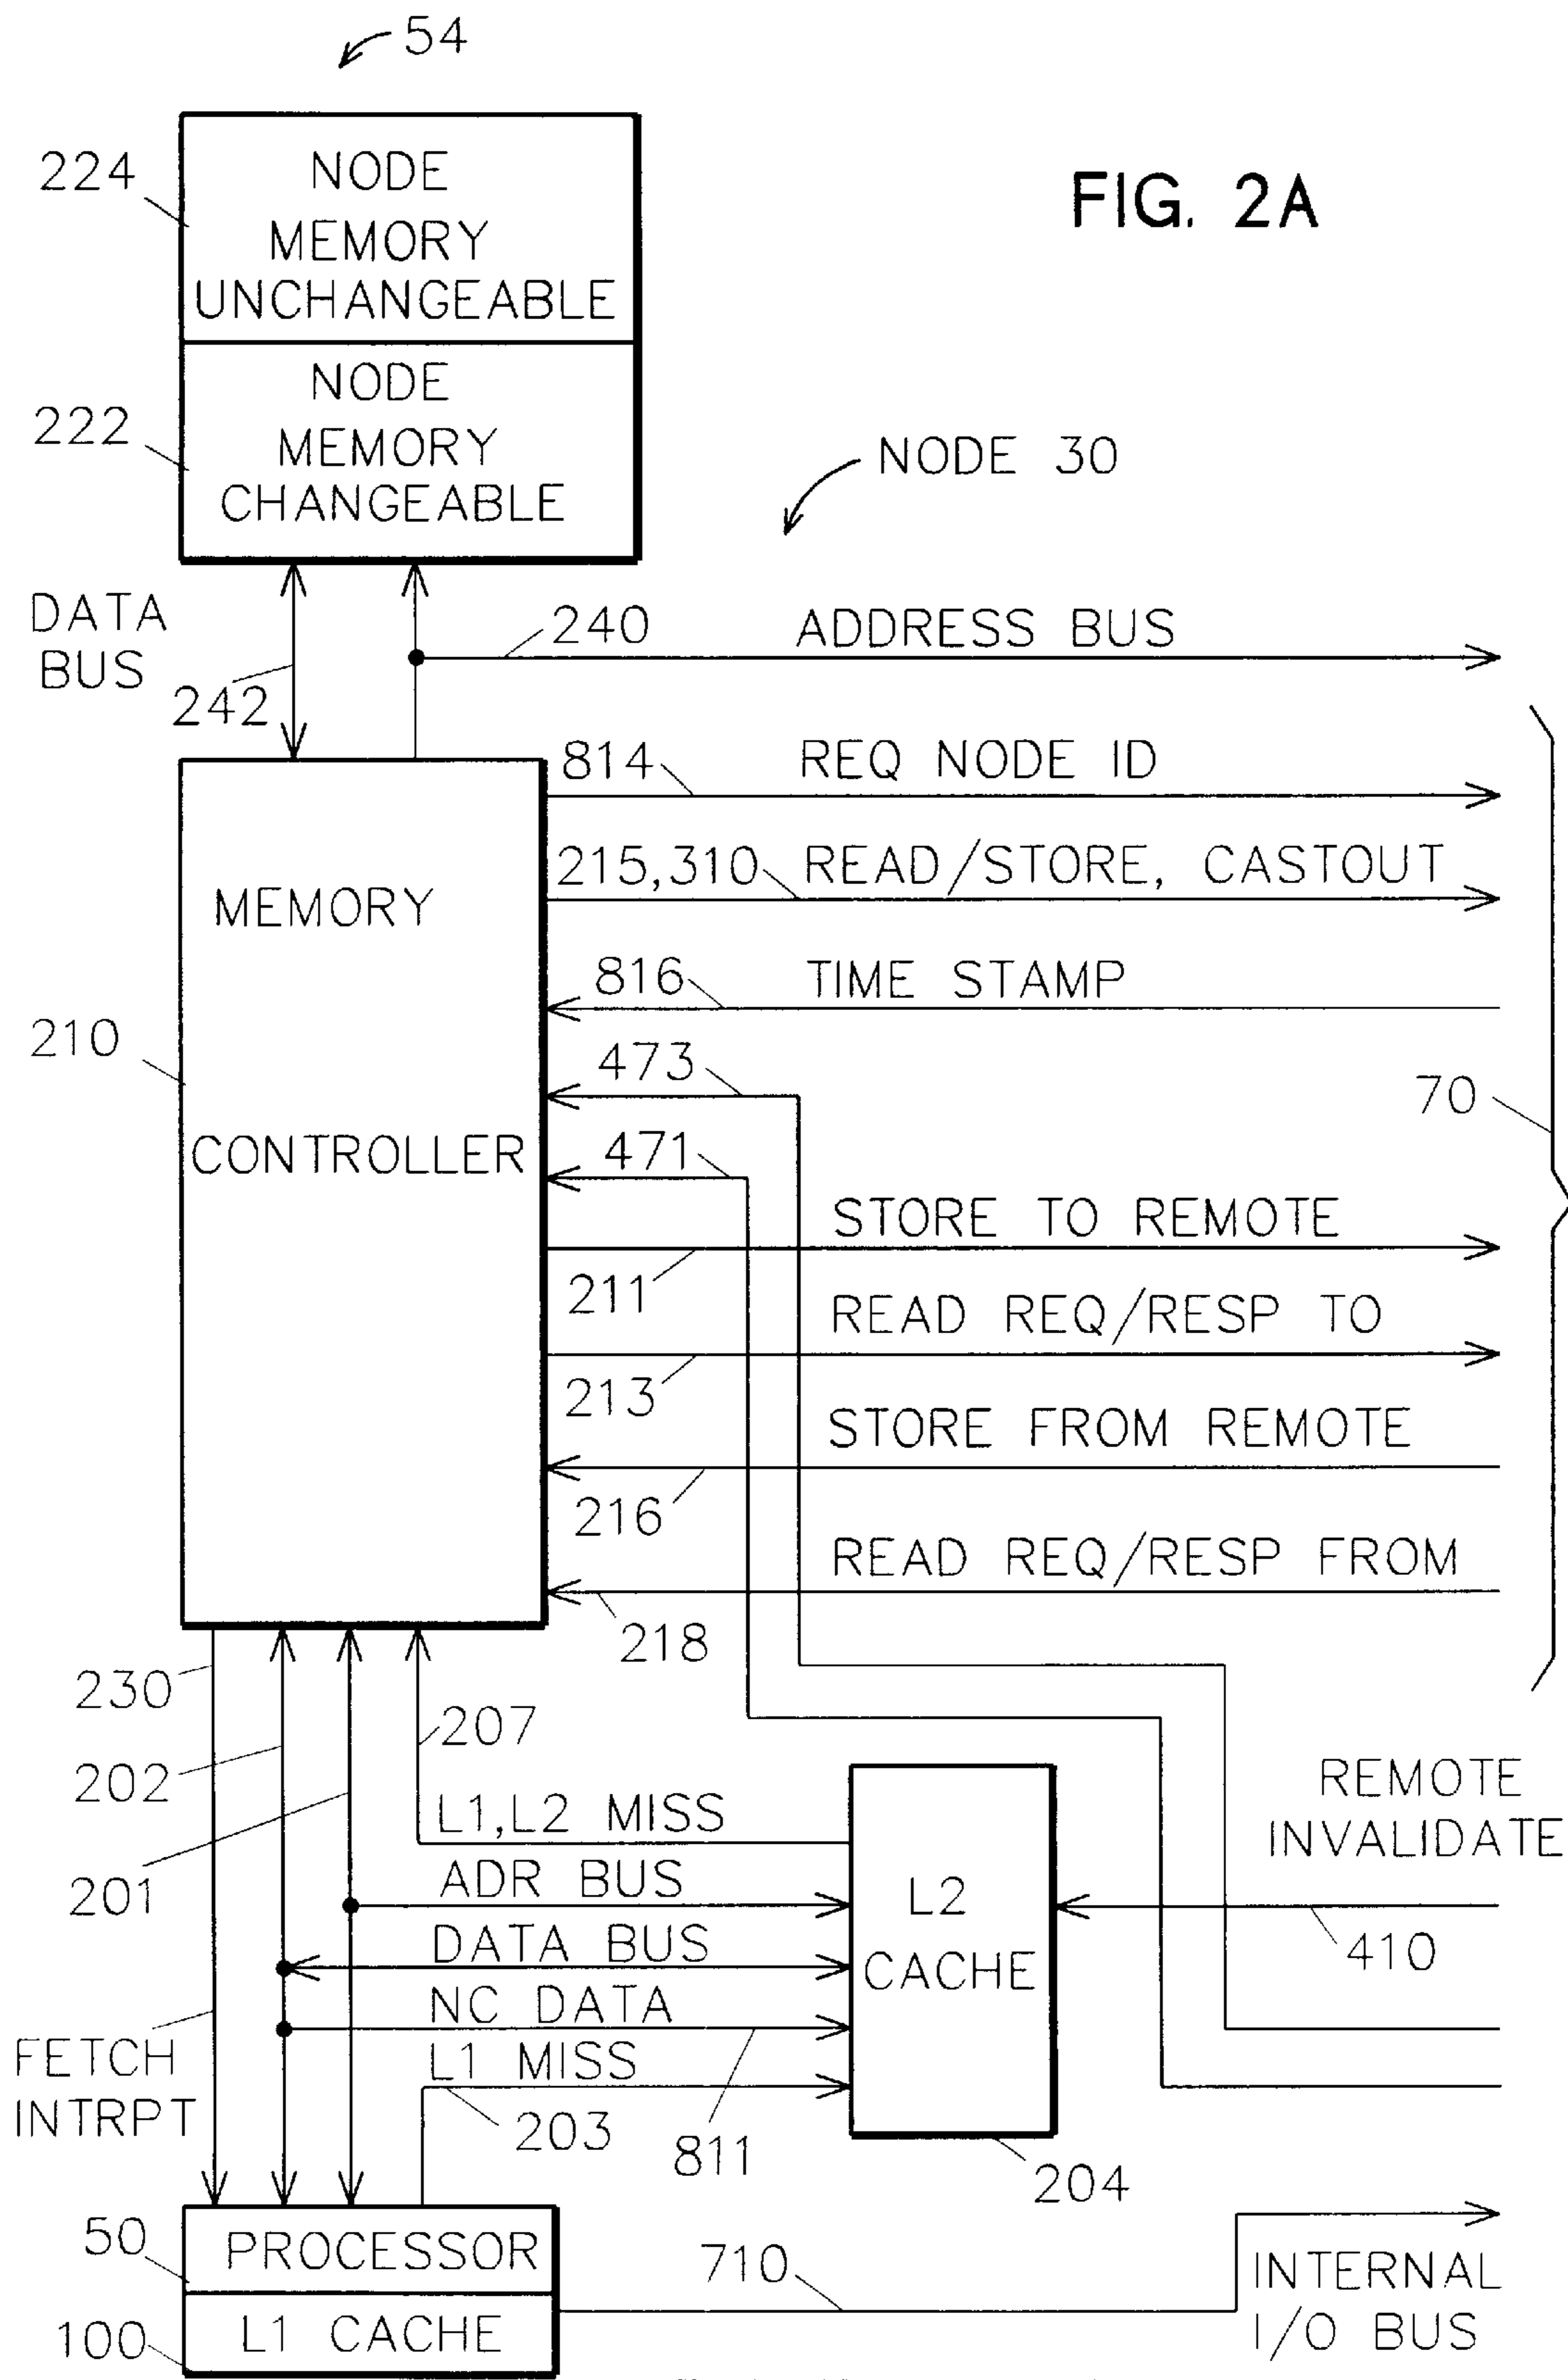 54
224
NODE
MEMORY
UNCHANGEABLE
FIG. 2A
222
NODE
MEMORY
CHANGEABLE
NODE 30
DATA
BUS
242
240
ADDRESS BUS
814
REQ NODE ID
215,310
READ/STORE, CASTOUT
MEMORY
816
TIME STAMP
210
473
70
CONTROLLER
471
STORE TO REMOTE
211
READ REQ/RESP TO
213
STORE FROM REMOTE
216
READ REQ/RESP FROM
218
230
207
202
REMOTE
INVALIDATE
L1,L2 MISS
201
ADR BUS
L2
CACHE
DATA BUS
410
NC DATA
FETCH
INTRPT
L1 MISS
203
811
204
50
PROCESSOR
710
INTERNAL
I/O BUS
100
L1 CACHE